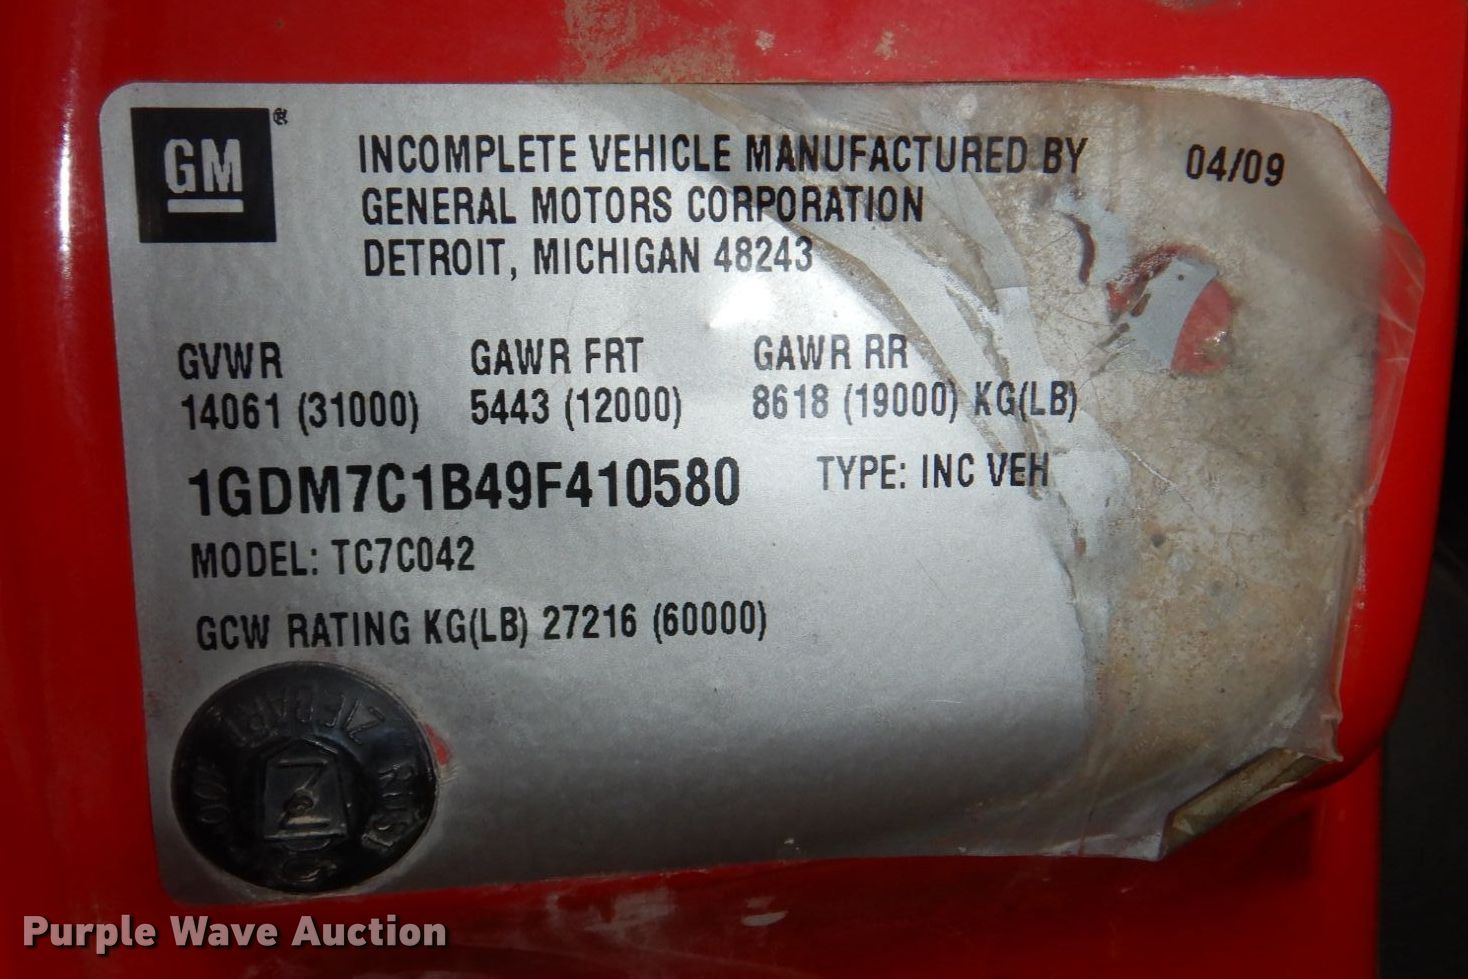 GM®
INCOMPLETE VEHICLE MANUFACTURED BY 04/09
GENERAL MOTORS CORPORATION
DETROIT, MICHIGAN 48243
GVWR GAWR FRT GAWR RR
14061 (31000) 5443 (12000) 8618 (19000) KG(LB)
1GDM7C1B49F410580 TYPE: INC VEH
MODEL: TC7C042
GCW RATING KG(LB) 27216 (60000)
ZIEBART
Purple Wave Auction